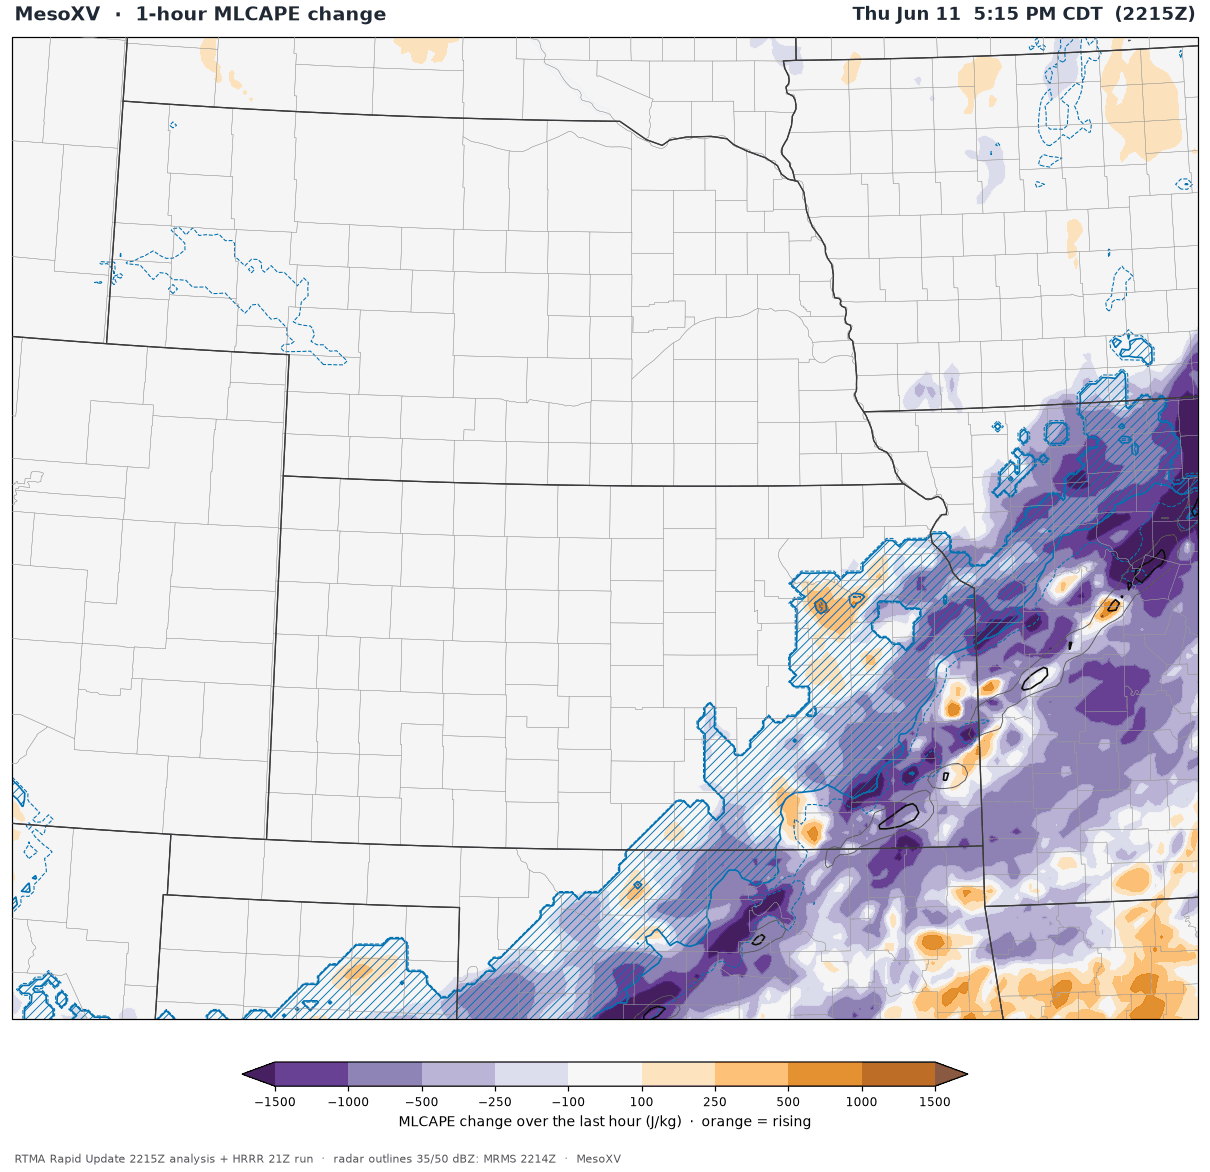 MesoXV · 1-hour MLCAPE change
Thu Jun 11 5:15 PM CDT (2215Z)
−1500 −1000 −500 −250 −100 100 250 500 1000 1500
MLCAPE change over the last hour (J/kg) · orange = rising
RTMA Rapid Update 2215Z analysis + HRRR 21Z run · radar outlines 35/50 dBZ: MRMS 2214Z · MesoXV